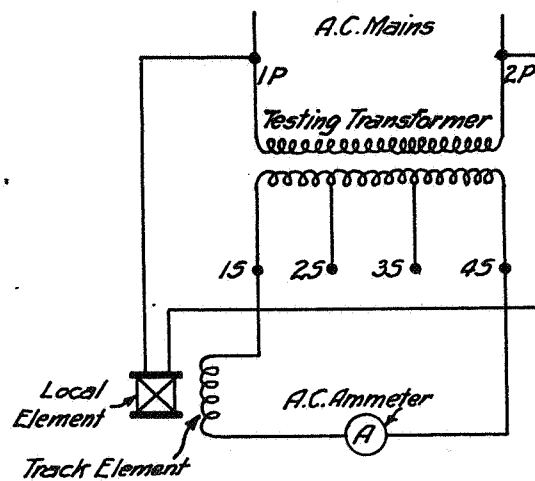 A.C. Mains
1P
2P
Testing Transformer
1S
2S
3S
4S
Local
Element
A.C. Ammeter
A
Track Element